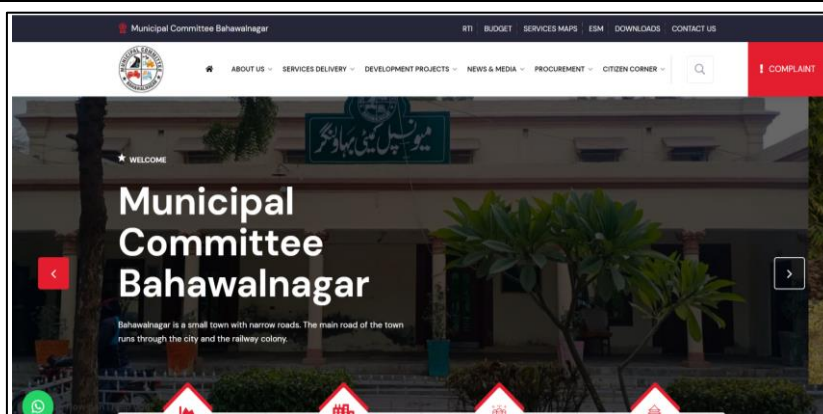 Municipal Committee Bahawalnagar
RTI BUDGET SERVICES MAPS ESM DOWNLOADS CONTACT US
ABOUT US SERVICES DELIVERY DEVELOPMENT PROJECTS NEWS & MEDIA PROCUREMENT CITIZEN CORNER
! COMPLAINT
میونسپل کمیٹی بہاولنگر
WELCOME
Municipal
Committee
Bahawalnagar
Bahawalnagar is a small town with narrow roads. The main road of the town
runs through the city and the railway colony.